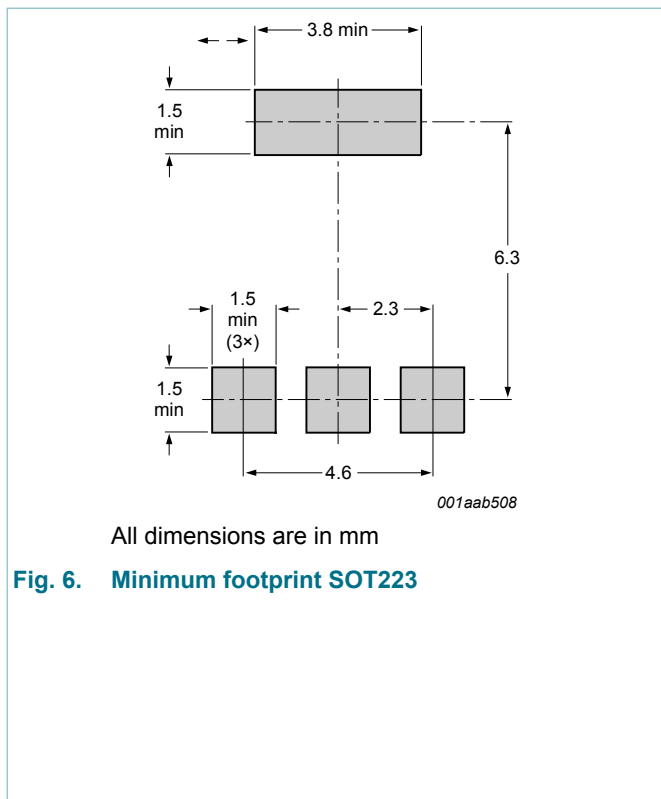 3.8 min
1.5
min
6.3
1.5
min
(3×)
2.3
1.5
min
4.6
001aab508
All dimensions are in mm
Fig. 6. Minimum footprint SOT223